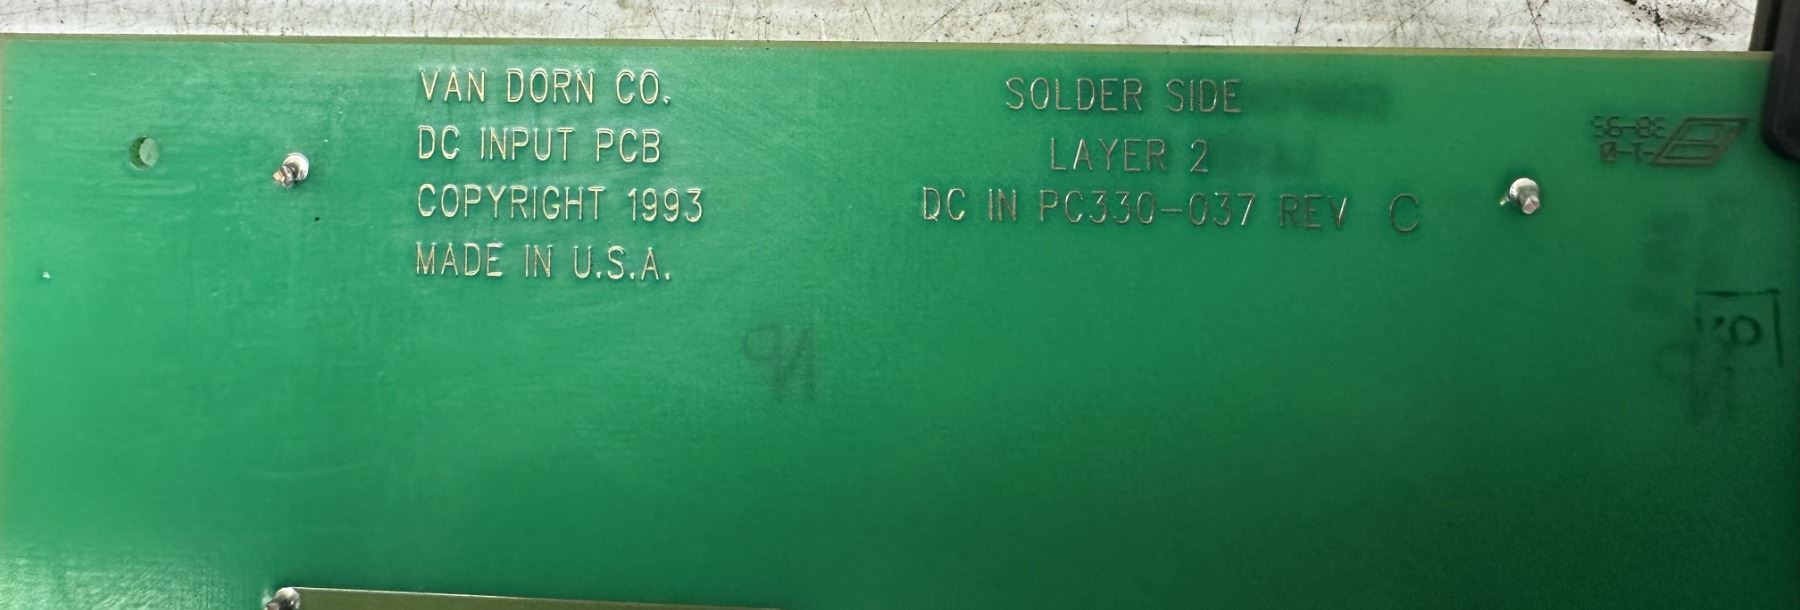 VAN DORN CO.
DC INPUT PCB
COPYRIGHT 1993
MADE IN U.S.A.
SOLDER SIDE
LAYER 2
DC IN PC330-037 REV C